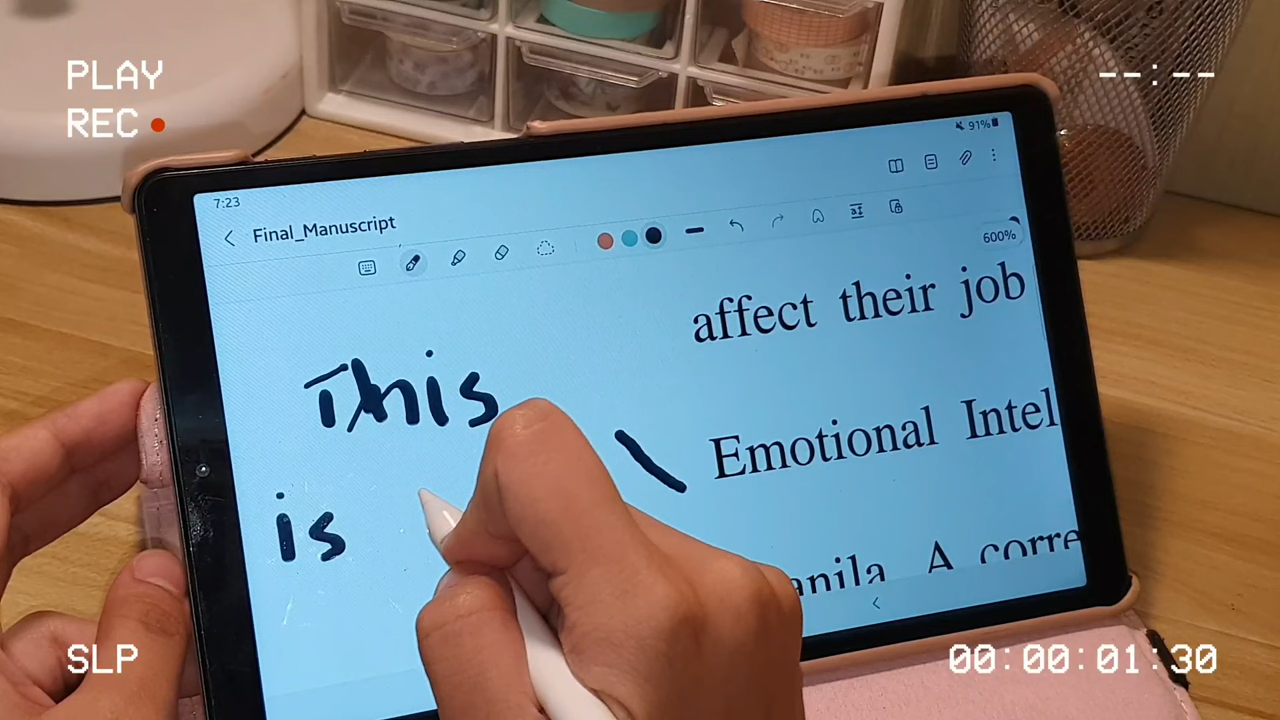 PLAY
REC
--:--
91%
7:23
Final_Manuscript
600%
affect their job
This
Emotional Intel
is
anila. A corre
SLP
00:00:01:30